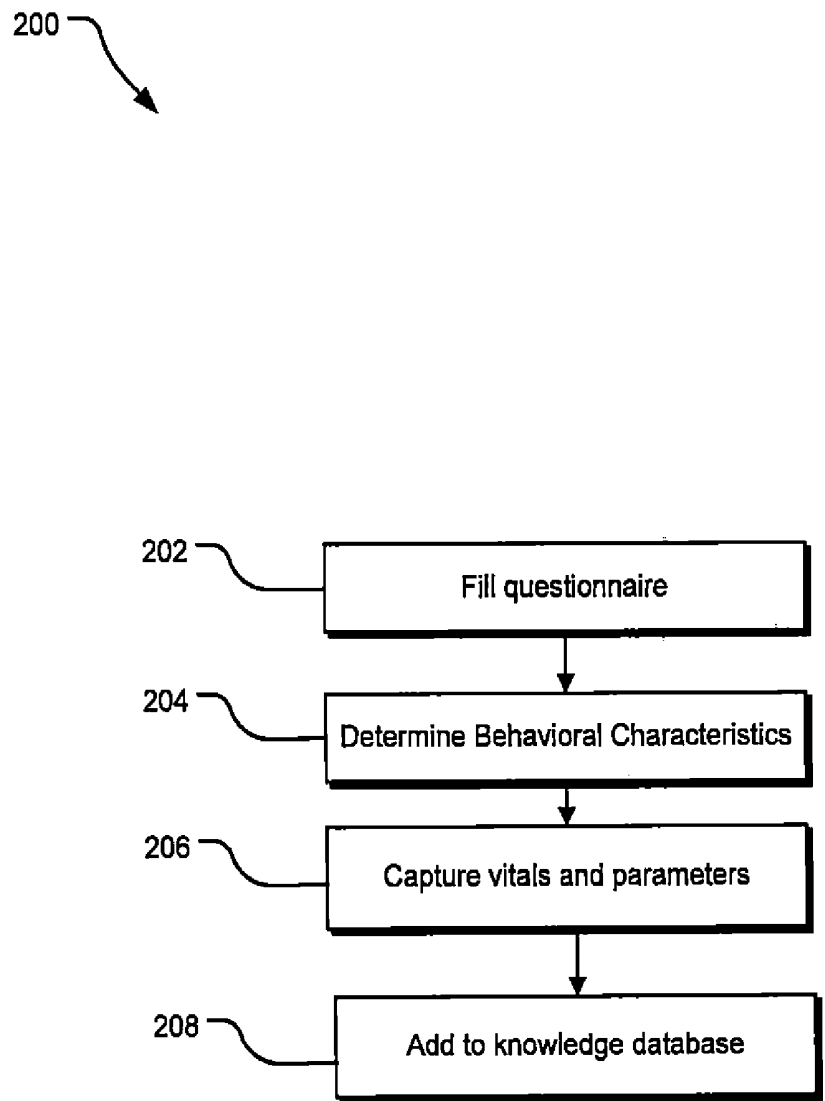 200
202
Fill questionnaire
204
Determine Behavioral Characteristics
206
Capture vitals and parameters
208
Add to knowledge database